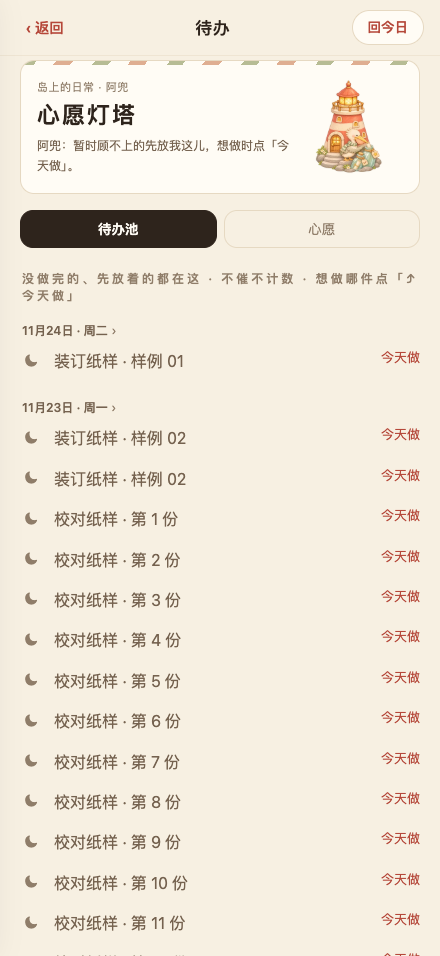 ‹ 返回
待办
回今日
岛上的日常 · 阿兜
心愿灯塔
阿兜：暂时顾不上的先放我这儿，想做时点「今
天做」。
待办池
心愿
没做完的、先放着的都在这 · 不催不计数 · 想做哪件点「↑
今天做」
11月24日 · 周二 ›
装订纸样 · 样例 01
今天做
11月23日 · 周一 ›
装订纸样 · 样例 02
今天做
装订纸样 · 样例 02
今天做
校对纸样 · 第 1 份
今天做
校对纸样 · 第 2 份
今天做
校对纸样 · 第 3 份
今天做
校对纸样 · 第 4 份
今天做
校对纸样 · 第 5 份
今天做
校对纸样 · 第 6 份
今天做
校对纸样 · 第 7 份
今天做
校对纸样 · 第 8 份
今天做
校对纸样 · 第 9 份
今天做
校对纸样 · 第 10 份
今天做
校对纸样 · 第 11 份
今天做